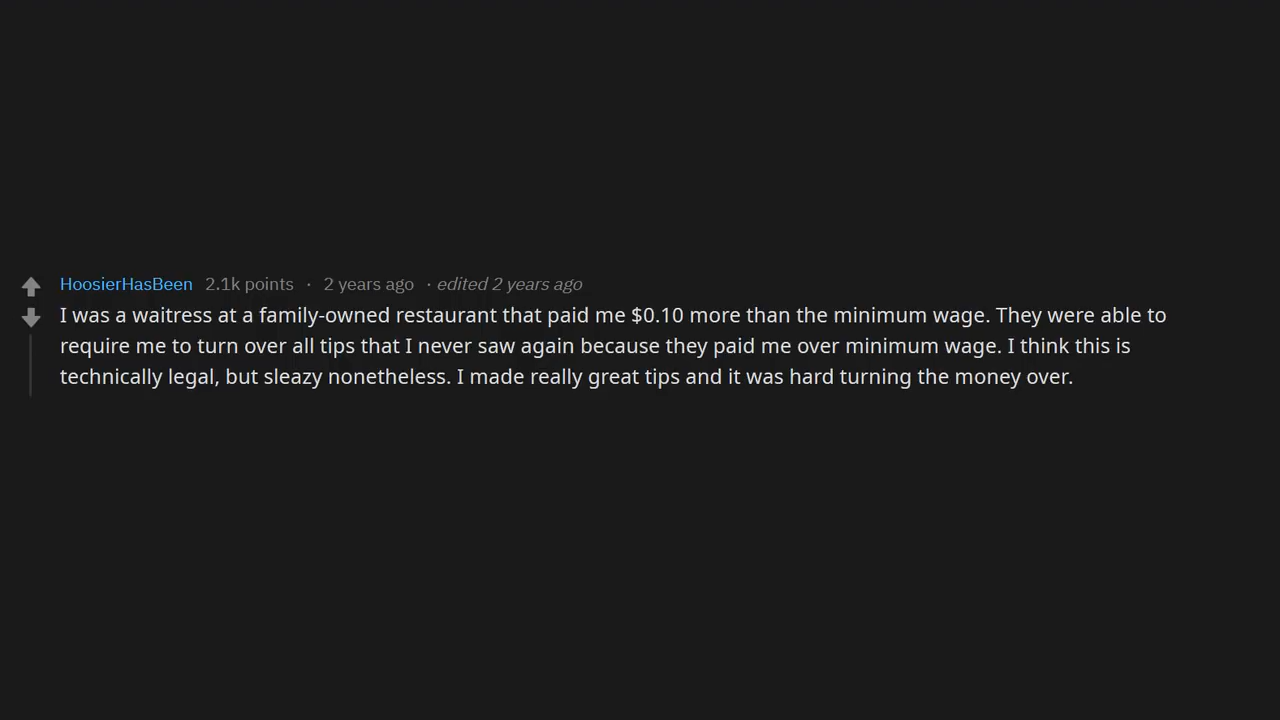 HoosierHasBeen 2.1k points · 2 years ago · edited 2 years ago
I was a waitress at a family-owned restaurant that paid me $0.10 more than the minimum wage. They were able to
require me to turn over all tips that I never saw again because they paid me over minimum wage. I think this is
technically legal, but sleazy nonetheless. I made really great tips and it was hard turning the money over.